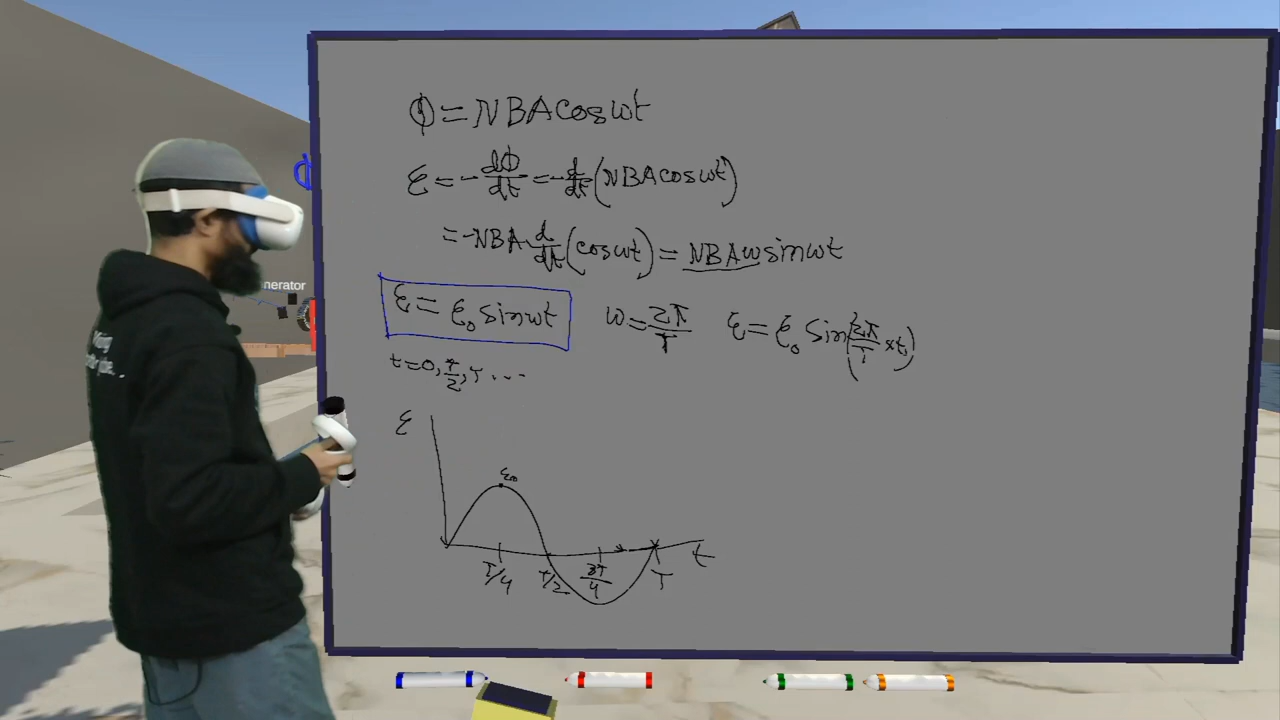 Φ = NBA cos ωt
ε = -dΦ/dt = -d/dt (NBA cos ωt)
= -NBA · d/dt (cos ωt) = NBAω sin ωt
ε = ε₀ sin ωt
ω = 2π/T
ε = ε₀ sin(2π/T × t)
t = 0, T/2, T ...
ε
ε₀
T/4
T/2
3T/4
T
t
nerator